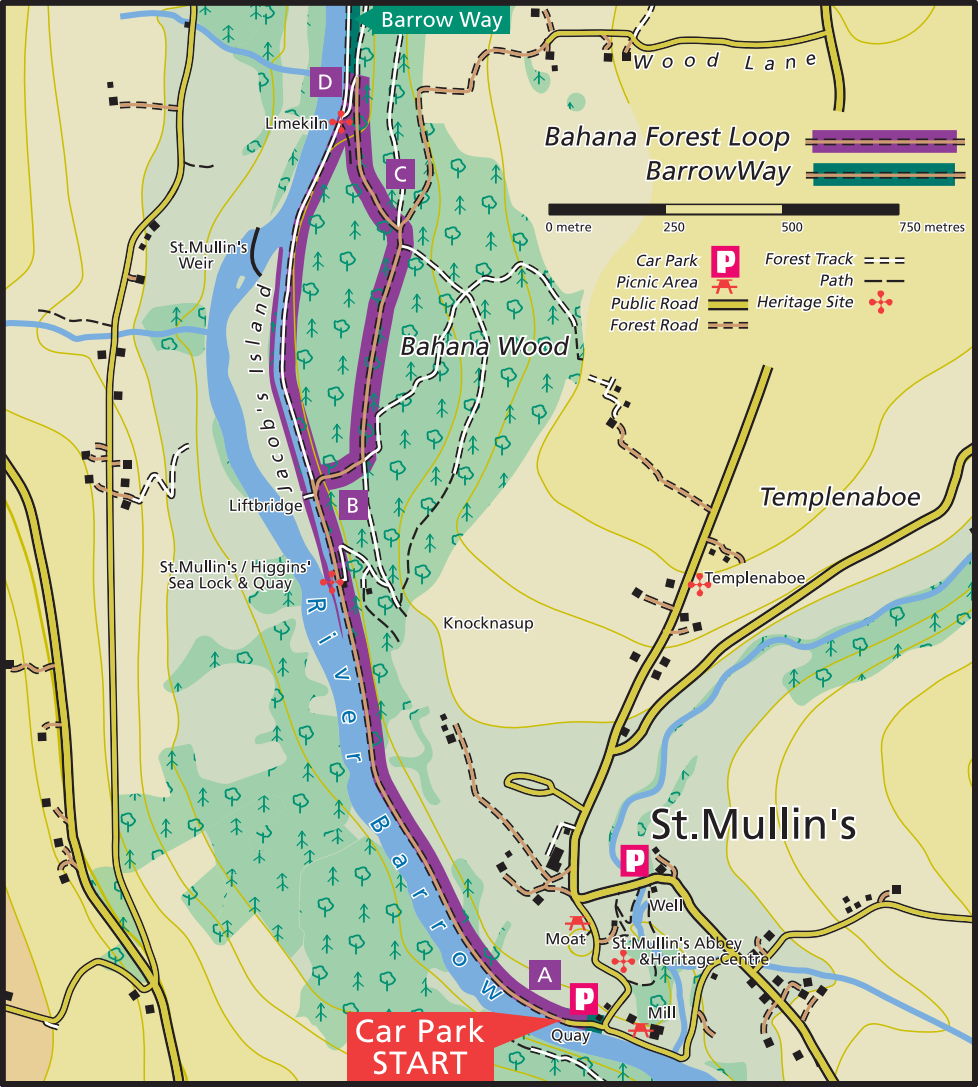 Barrow Way
Wood Lane
D
Limekiln
Bahana Forest Loop
BarrowWay
C
0 metre 250 500 750 metres
St.Mullin's
Weir
Car Park P Forest Track
Picnic Area Path
Public Road Heritage Site
Forest Road
Jacob's Island
Bahana Wood
Liftbridge
B
Templenaboe
St.Mullin's / Higgins'
Sea Lock & Quay
Templenaboe
Knocknasup
River Barrow
St.Mullin's
P
Well
Moat
St.Mullin's Abbey
&Heritage Centre
A
P
Mill
Quay
Car Park
START